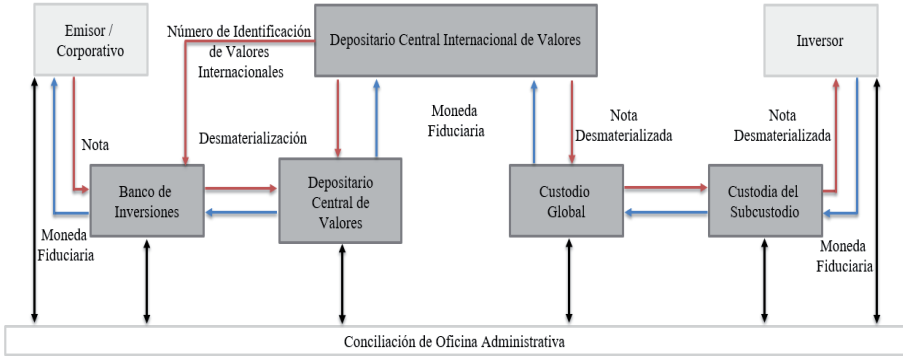 Emisor /
Corporativo
Número de Identificación
de Valores
Internacionales
Depositario Central Internacional de Valores
Inversor
Nota
Desmaterialización
Moneda
Fiduciaria
Nota
Desmaterializada
Nota
Desmaterializada
Banco de
Inversiones
Depositario
Central de
Valores
Custodio
Global
Custodia del
Subcustodio
Moneda
Fiduciaria
Moneda
Fiduciaria
Conciliación de Oficina Administrativa